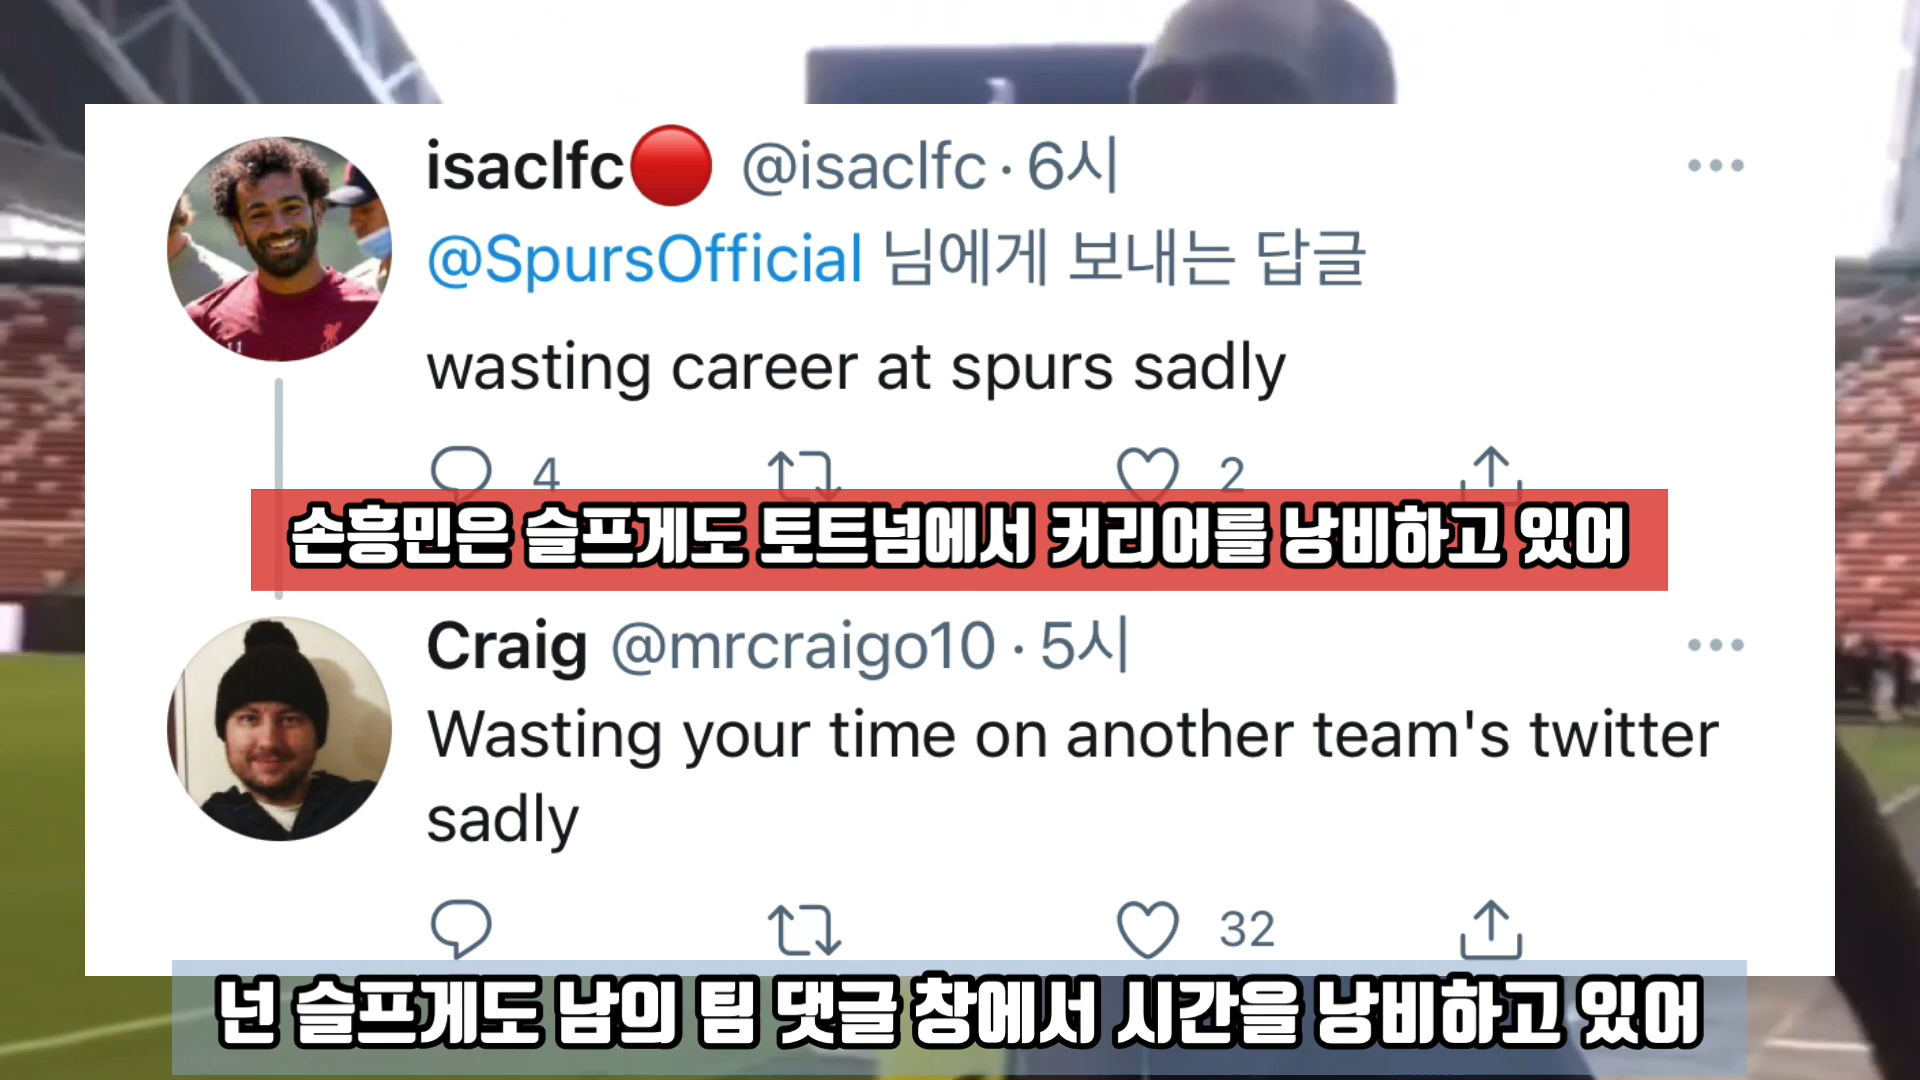 isaclfc🔴 @isaclfc · 6시
@SpursOfficial 님에게 보내는 답글
wasting career at spurs sadly
4 2
손흥민은 슬프게도 토트넘에서 커리어를 낭비하고 있어
Craig @mrcraigo10 · 5시
Wasting your time on another team's twitter
sadly
32
넌 슬프게도 남의 팀 댓글 창에서 시간을 낭비하고 있어